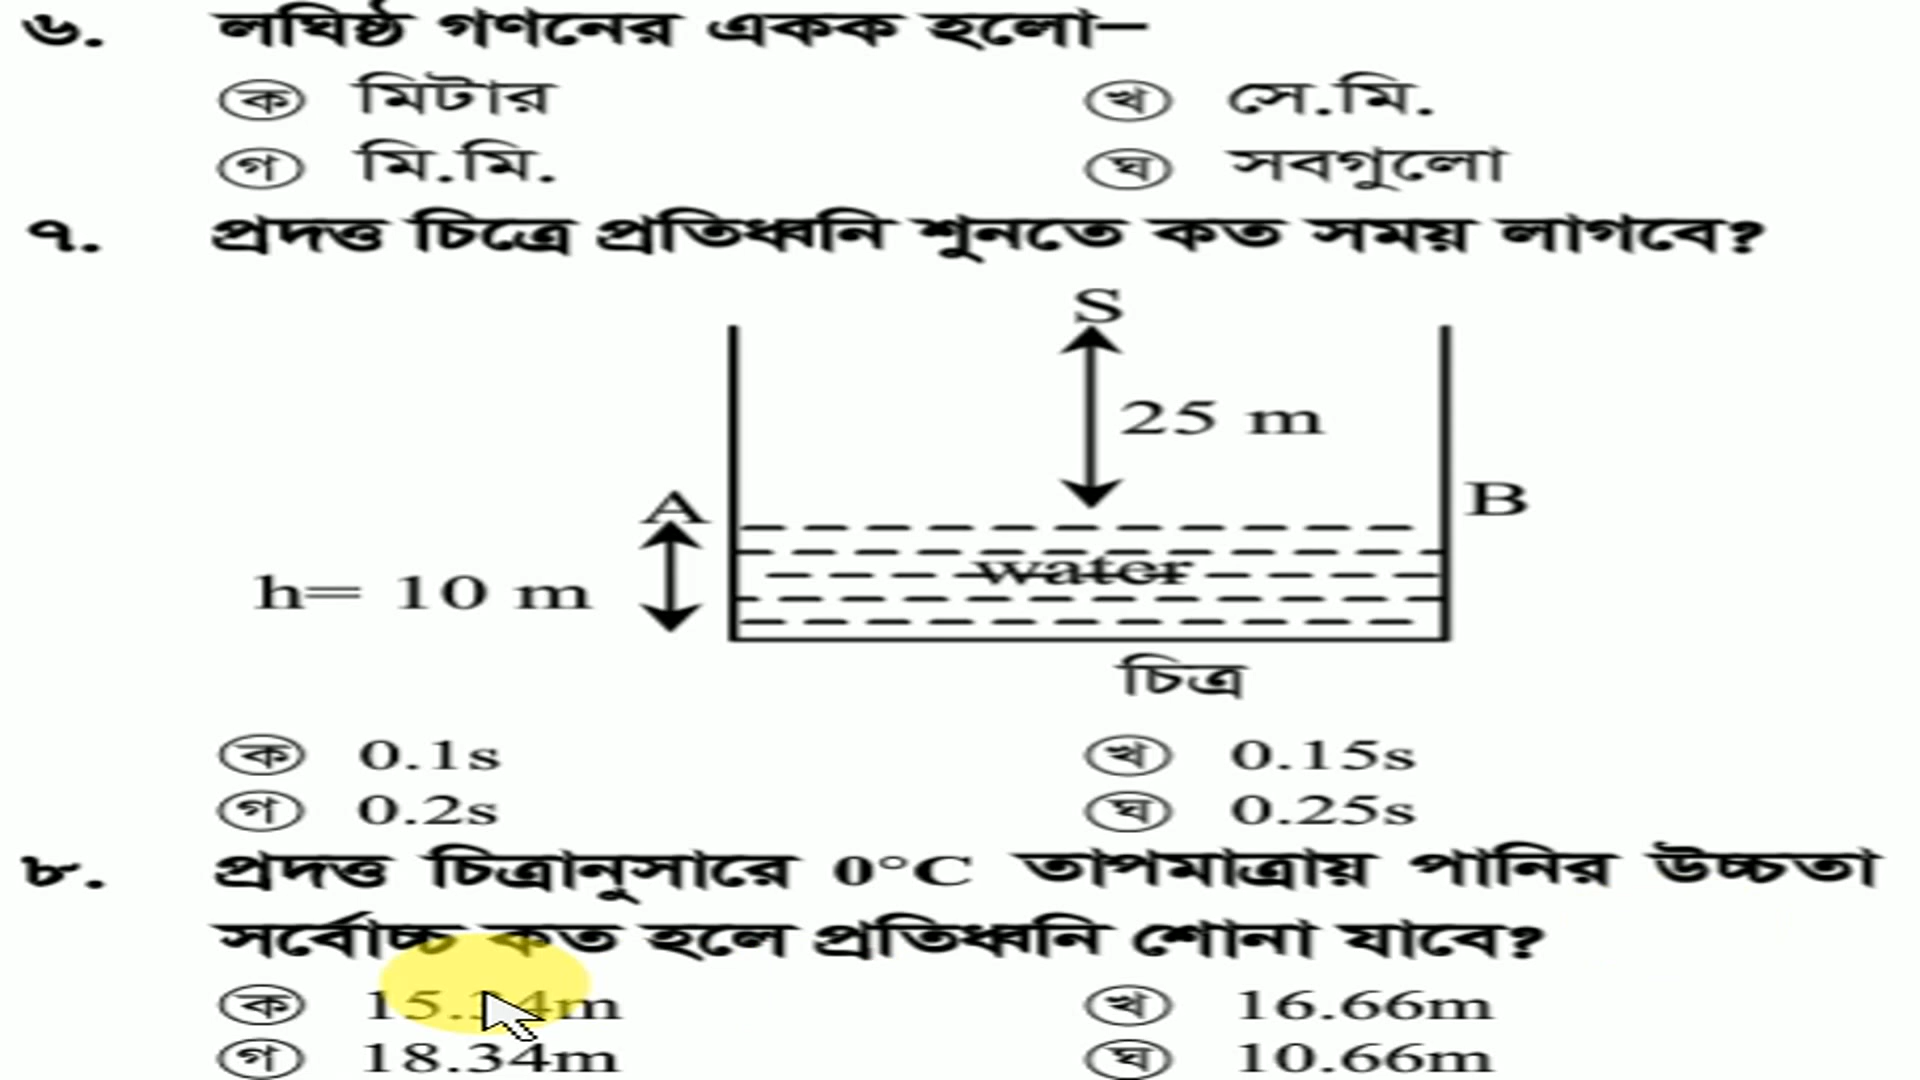 ৬. লঘিষ্ঠ গণনের একক হলো–
ক মিটার খ সে.মি.
গ মি.মি. ঘ সবগুলো
৭. প্রদত্ত চিত্রে প্রতিধ্বনি শুনতে কত সময় লাগবে?
S
25 m
A B
water
h= 10 m
চিত্র
ক 0.1s খ 0.15s
গ 0.2s ঘ 0.25s
৮. প্রদত্ত চিত্রানুসারে 0°C তাপমাত্রায় পানির উচ্চতা
সর্বোচ্চ কত হলে প্রতিধ্বনি শোনা যাবে?
ক খ 16.66m
গ 18.34m ঘ 10.66m